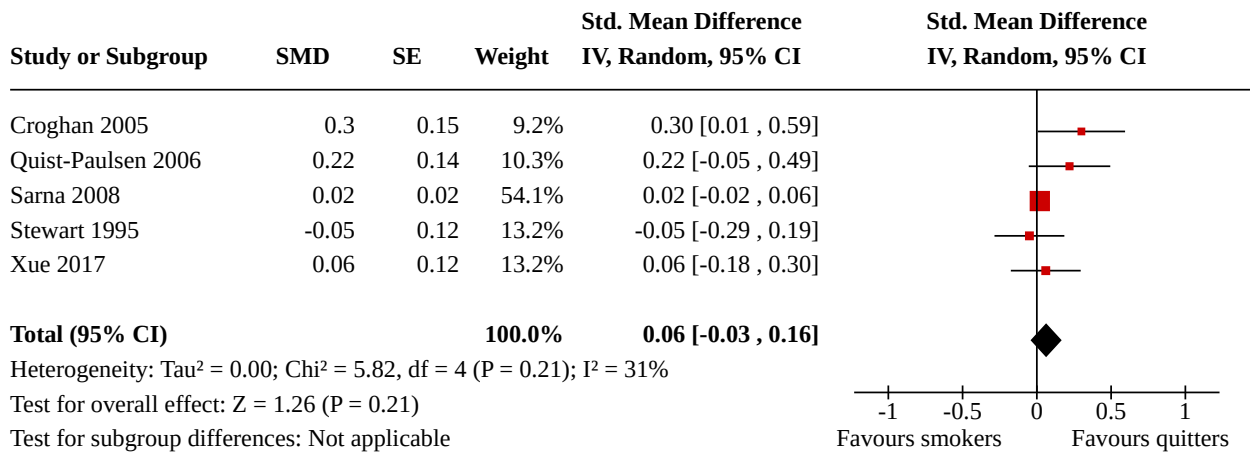 Std. Mean Difference Std. Mean Difference
Study or Subgroup SMD SE Weight IV, Random, 95% CI IV, Random, 95% CI
Croghan 2005 0.3 0.15 9.2% 0.30 [0.01 , 0.59]
Quist-Paulsen 2006 0.22 0.14 10.3% 0.22 [-0.05 , 0.49]
Sarna 2008 0.02 0.02 54.1% 0.02 [-0.02 , 0.06]
Stewart 1995 -0.05 0.12 13.2% -0.05 [-0.29 , 0.19]
Xue 2017 0.06 0.12 13.2% 0.06 [-0.18 , 0.30]
Total (95% CI) 100.0% 0.06 [-0.03 , 0.16]
Heterogeneity: Tau² = 0.00; Chi² = 5.82, df = 4 (P = 0.21); I² = 31%
Test for overall effect: Z = 1.26 (P = 0.21)
-1 -0.5 0 0.5 1
Test for subgroup differences: Not applicable
Favours smokers Favours quitters